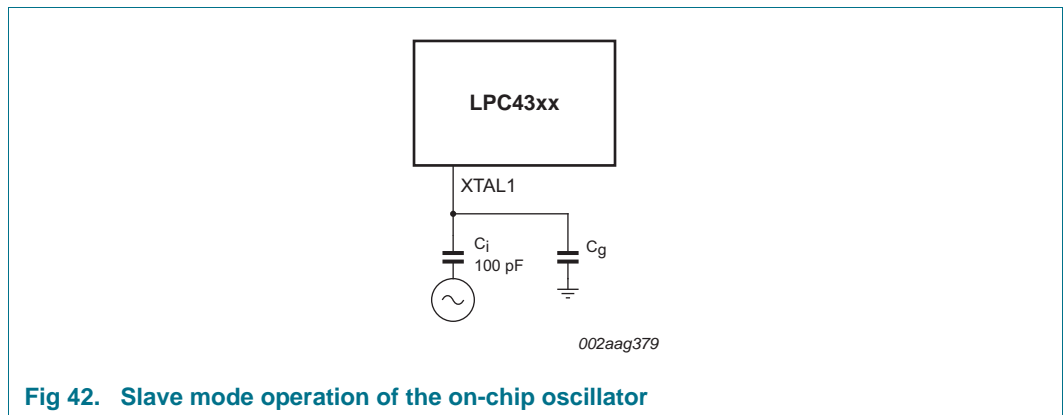 LPC43xx
XTAL1
Ci
100 pF
Cg
002aag379
Fig 42. Slave mode operation of the on-chip oscillator